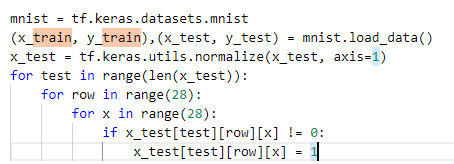 mnist = tf.keras.datasets.mnist
(x_train, y_train),(x_test, y_test) = mnist.load_data()
x_test = tf.keras.utils.normalize(x_test, axis=1)
for test in range(len(x_test)):
    for row in range(28):
        for x in range(28):
            if x_test[test][row][x] != 0:
                x_test[test][row][x] = 1